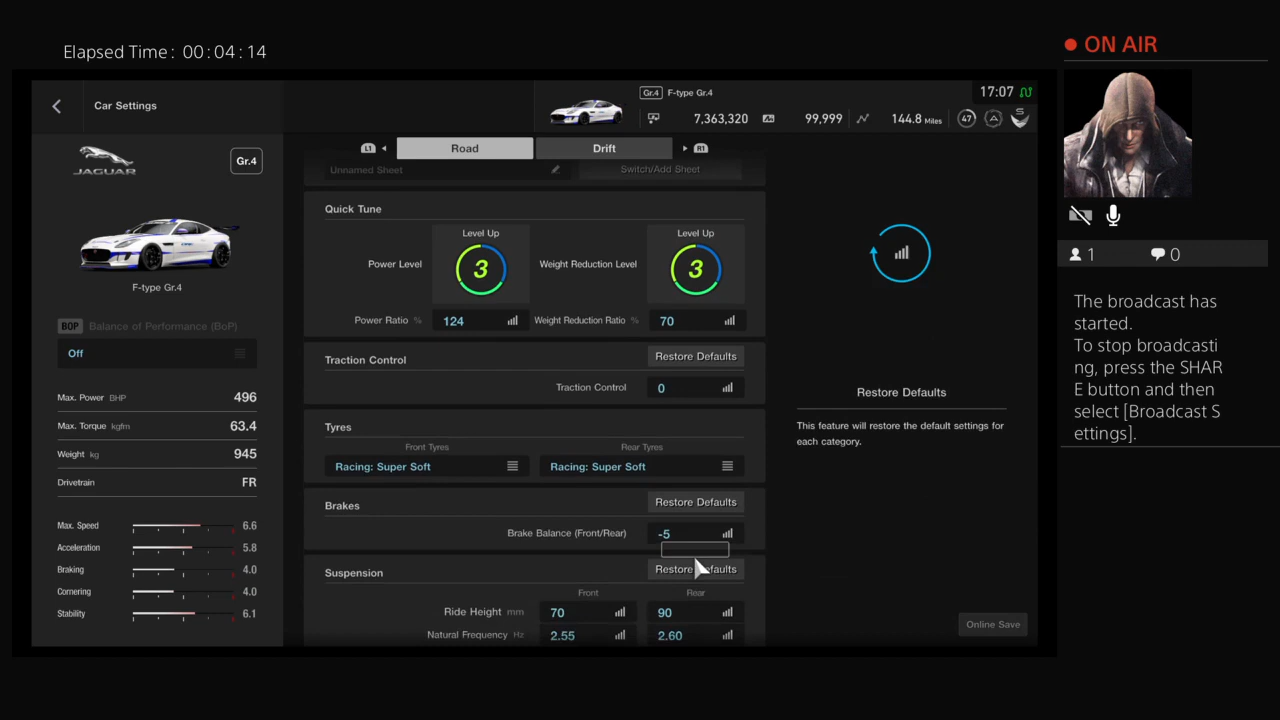 Elapsed Time: 00:04:14
ON AIR
Car Settings
Gr.4 F-type Gr.4
17:07
7,363,320 99,999 144.8 Miles 47 A S
L1 Road Drift R1
JAGUAR
Gr.4
Unnamed Sheet Switch/Add Sheet
Quick Tune
Level Up Level Up
Power Level 3 Weight Reduction Level 3
F-type Gr.4
Power Ratio % 124 Weight Reduction Ratio % 70
BOP Balance of Performance (BoP)
Off
Traction Control Restore Defaults
Traction Control 0
Max. Power BHP 496
Max. Torque kgfm 63.4
Weight kg 945
Drivetrain FR
Tyres
Front Tyres Rear Tyres
Racing: Super Soft Racing: Super Soft
Brakes Restore Defaults
Brake Balance (Front/Rear) -5
Max. Speed 6.6
Acceleration 5.8
Braking 4.0
Cornering 4.0
Stability 6.1
Suspension Restore Defaults
Front Rear
Ride Height mm 70 90
Natural Frequency Hz 2.55 2.60
Restore Defaults
This feature will restore the default settings for
each category.
Online Save
1 0
The broadcast has
started.
To stop broadcasti
ng, press the SHAR
E button and then
select [Broadcast S
ettings].